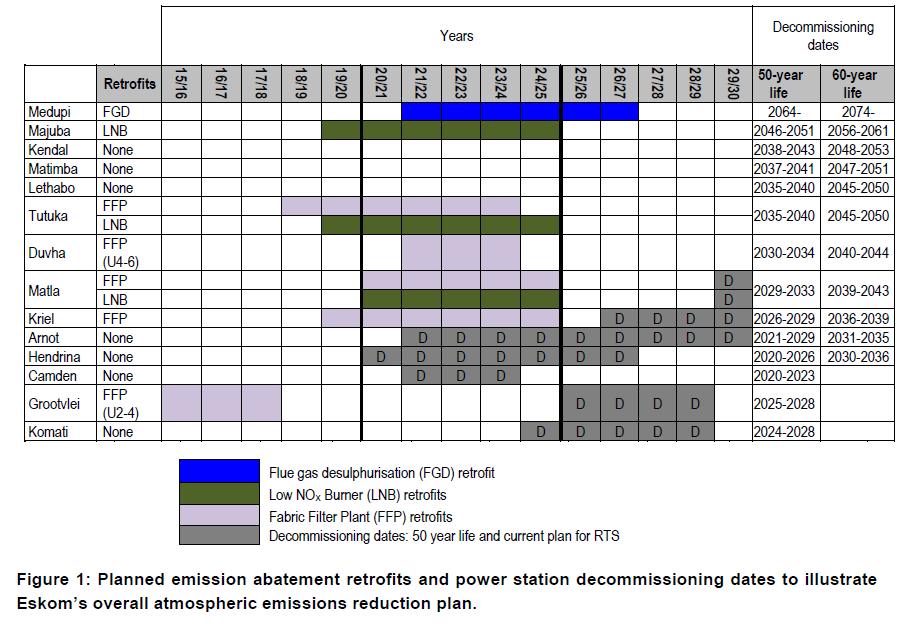 Years
Decommissioning
dates
Retrofits 15/16 16/17 17/18 18/19 19/20 20/21 21/22 22/23 23/24 24/25 25/26 26/27 27/28 28/29 29/30 50-year life 60-year life
Medupi FGD 2064- 2074-
Majuba LNB 2046-2051 2056-2061
Kendal None 2038-2043 2048-2053
Matimba None 2037-2041 2047-2051
Lethabo None 2035-2040 2045-2050
Tutuka FFP 2035-2040 2045-2050
LNB
Duvha FFP (U4-6) 2030-2034 2040-2044
Matla FFP D 2029-2033 2039-2043
LNB D
Kriel FFP D D D D 2026-2029 2036-2039
Arnot None D D D D D D D D D 2021-2029 2031-2035
Hendrina None D D D D D D D 2020-2026 2030-2036
Camden None D D D 2020-2023
Grootvlei FFP (U2-4) D D D D 2025-2028
Komati None D D D D D 2024-2028
Flue gas desulphurisation (FGD) retrofit
Low NOx Burner (LNB) retrofits
Fabric Filter Plant (FFP) retrofits
Decommissioning dates: 50 year life and current plan for RTS
Figure 1: Planned emission abatement retrofits and power station decommissioning dates to illustrate
Eskom's overall atmospheric emissions reduction plan.